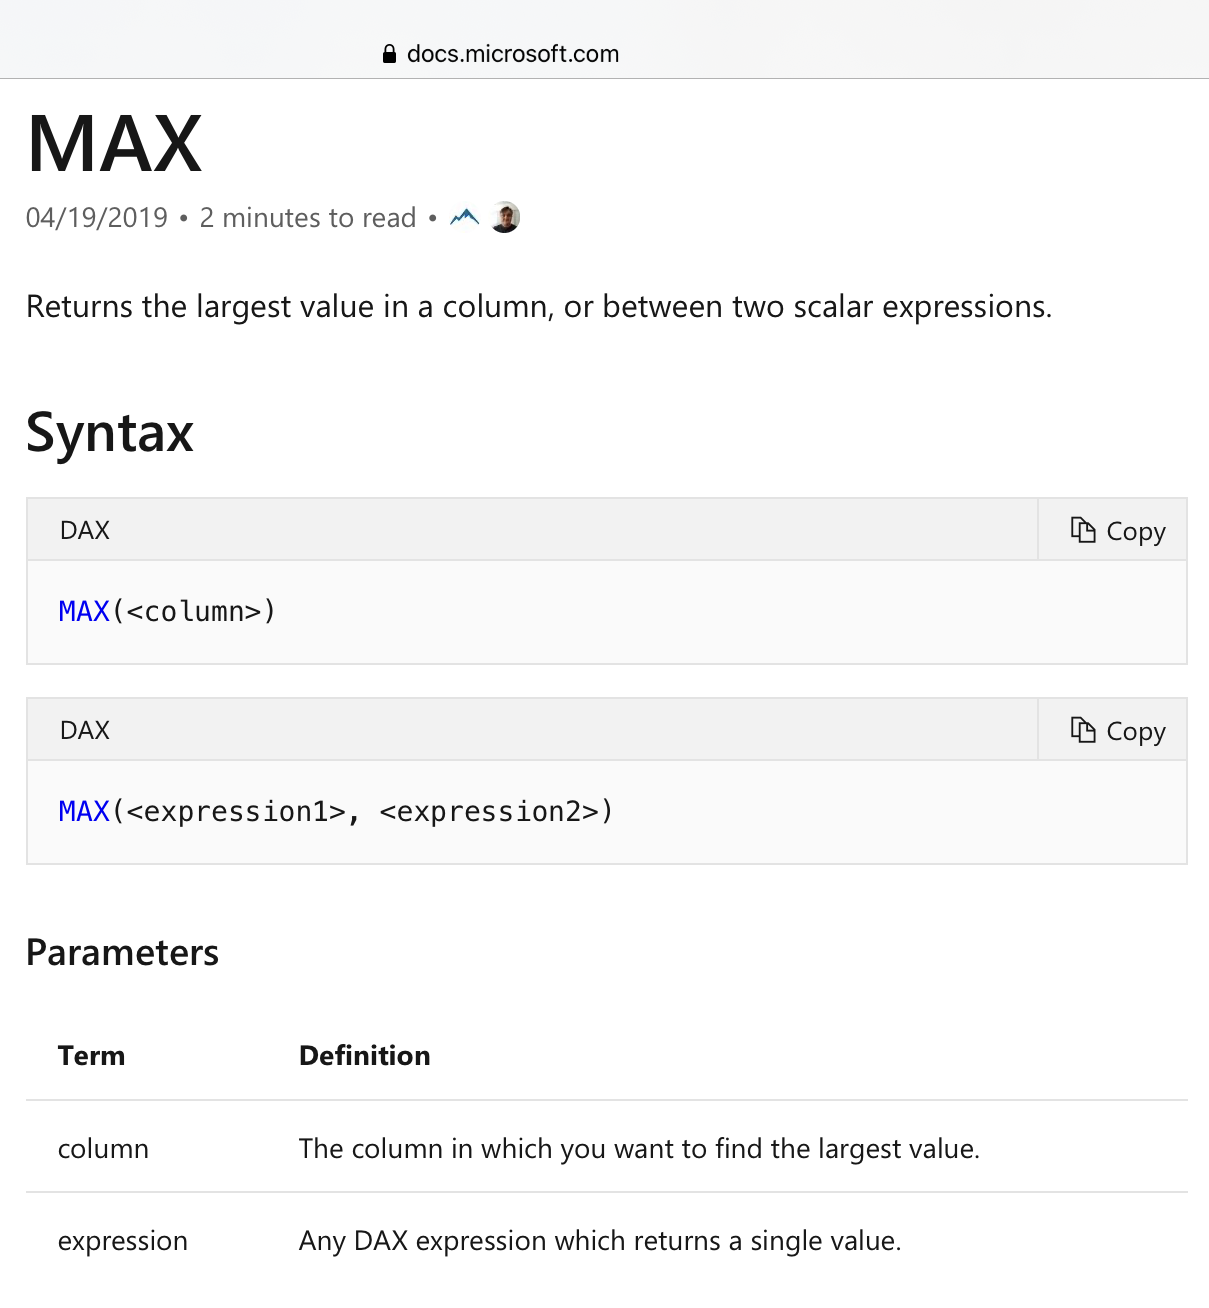 docs.microsoft.com
MAX
04/19/2019 • 2 minutes to read •
Returns the largest value in a column, or between two scalar expressions.
Syntax
DAX Copy
MAX(<column>)
DAX Copy
MAX(<expression1>, <expression2>)
Parameters
Term Definition
column The column in which you want to find the largest value.
expression Any DAX expression which returns a single value.